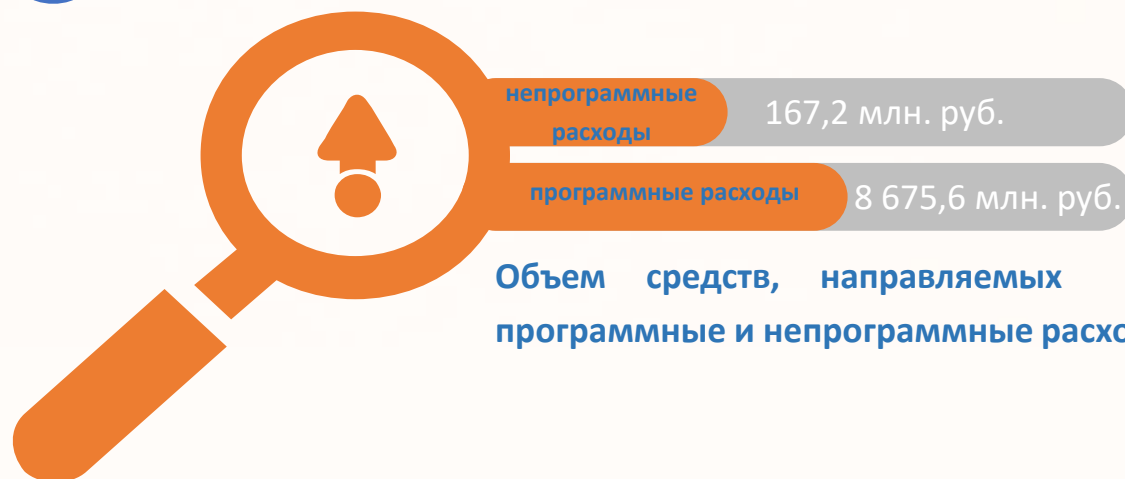 непрограммные
расходы
167,2 млн. руб.
программные расходы
8 675,6 млн. руб.
Объем средств, направляемых
программные и непрограммные